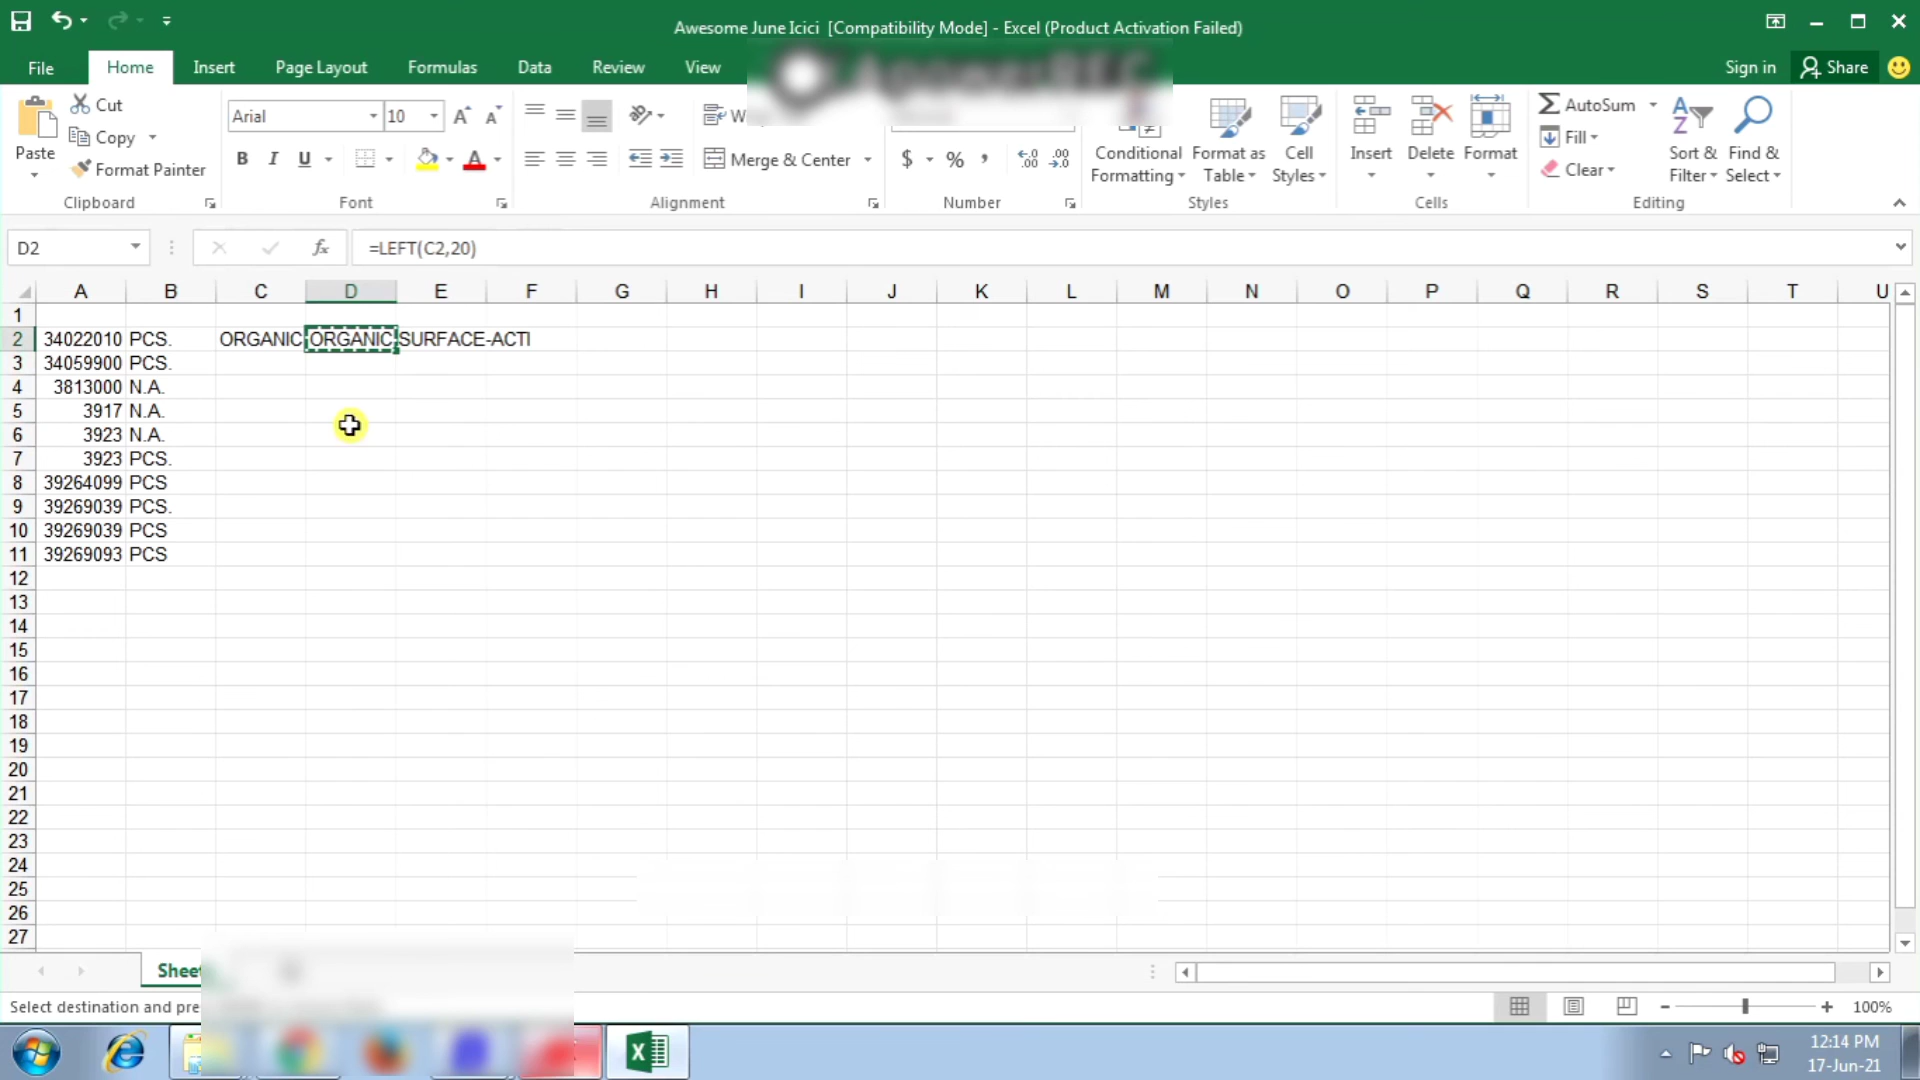 Awesome June Icici [Compatibility Mode] - Excel (Product Activation Failed)
File Home Insert Page Layout Formulas Data Review View Sign in Share
Cut
Copy
Format Painter
Paste
Clipboard
Arial 10
B I U A
Font
Merge & Center
Alignment
$ % ,
Number
Conditional Formatting
Format as Table
Cell Styles
Styles
Insert Delete Format
Cells
AutoSum
Fill
Clear
Sort & Filter
Find & Select
Editing
D2 fx =LEFT(C2,20)
A B C D E F G H I J K L M N O P Q R S T U
1
2 34022010 PCS. ORGANIC ORGANIC SURFACE-ACTI
3 34059900 PCS.
4 3813000 N.A.
5 3917 N.A.
6 3923 N.A.
7 3923 PCS.
8 39264099 PCS
9 39269039 PCS.
10 39269039 PCS
11 39269093 PCS
12
13
14
15
16
17
18
19
20
21
22
23
24
25
26
27
Select destination and 100%
12:14 PM
17-Jun-21